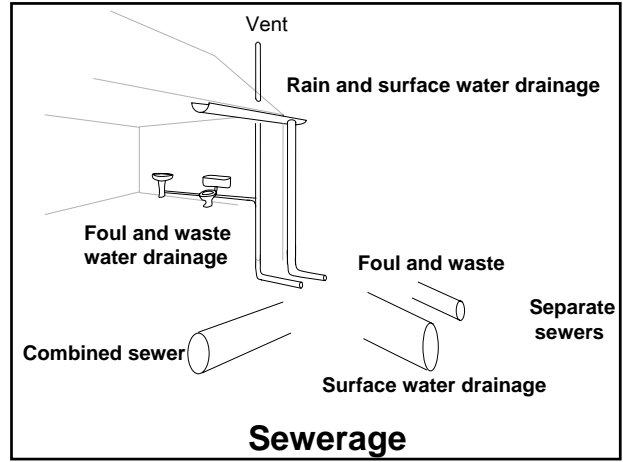 Vent
Rain and surface water drainage
Foul and waste
water drainage
Foul and waste
Separate
sewers
Combined sewer
Surface water drainage
Sewerage